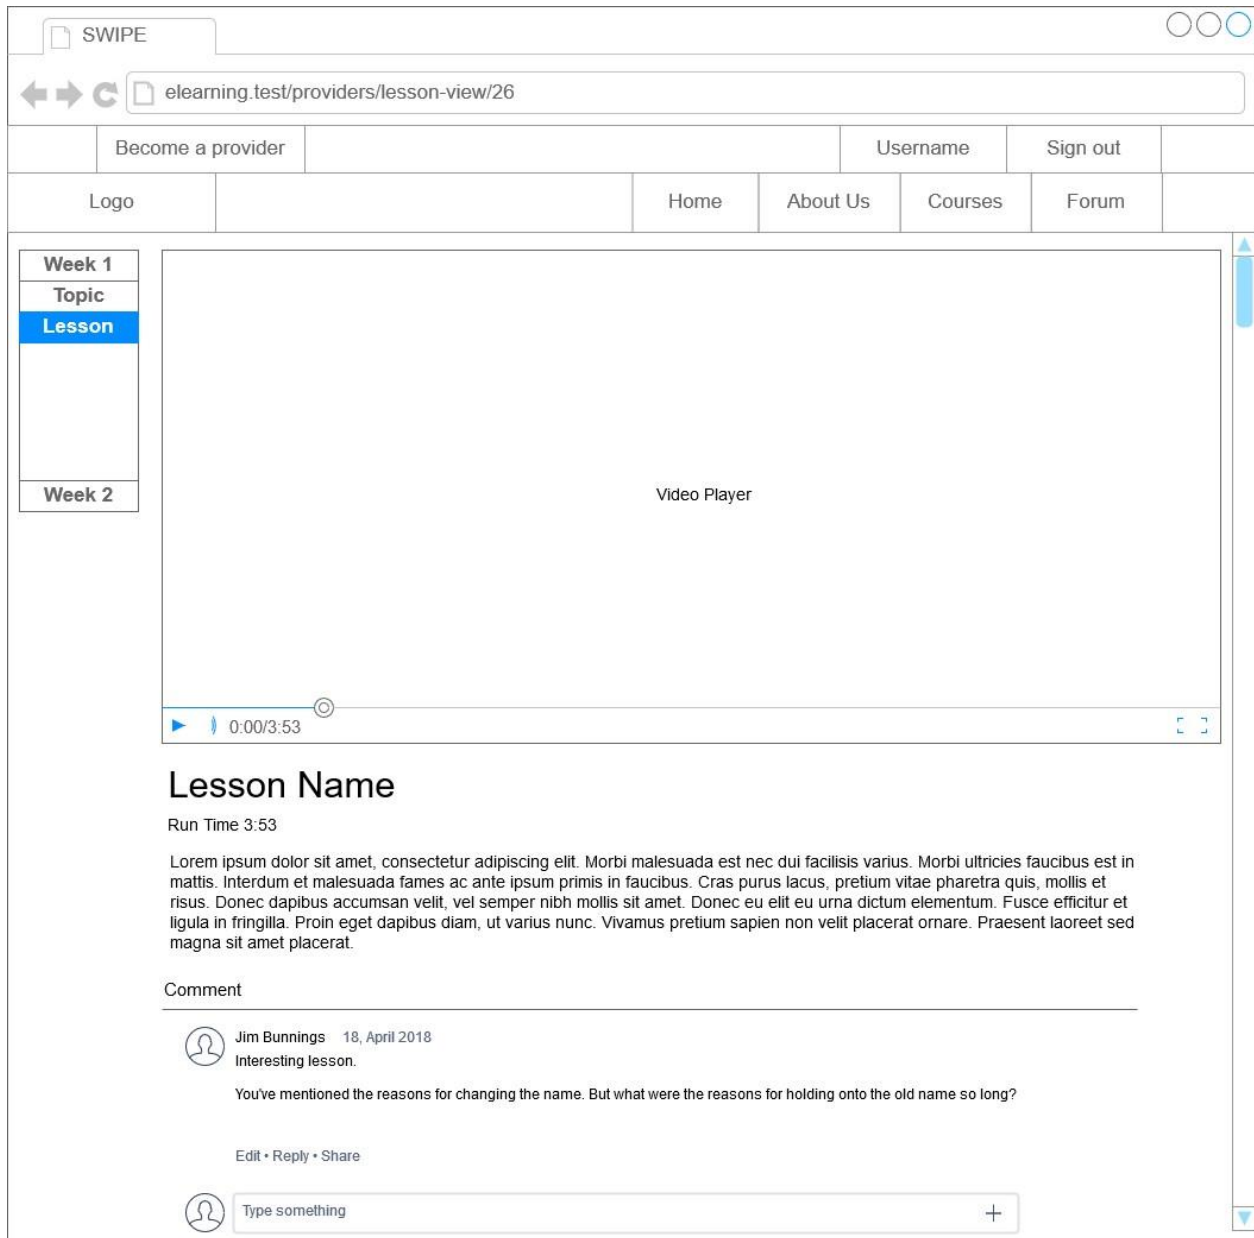 SWIPE
elearning.test/providers/lesson-view/26
Become a provider
Username
Sign out
Logo
Home
About Us
Courses
Forum
Week 1
Topic
Lesson
Week 2
Video Player
0:00/3:53
Lesson Name
Run Time 3:53
Lorem ipsum dolor sit amet, consectetur adipiscing elit. Morbi malesuada est nec dui facilisis varius. Morbi ultricies faucibus est in
mattis. Interdum et malesuada fames ac ante ipsum primis in faucibus. Cras purus lacus, pretium vitae pharetra quis, mollis et
risus. Donec dapibus accumsan velit, vel semper nibh mollis sit amet. Donec eu elit eu urna dictum elementum. Fusce efficitur et
ligula in fringilla. Proin eget dapibus diam, ut varius nunc. Vivamus pretium sapien non velit placerat ornare. Praesent laoreet sed
magna sit amet placerat.
Comment
Jim Bunnings 18, April 2018
Interesting lesson.
You've mentioned the reasons for changing the name. But what were the reasons for holding onto the old name so long?
Edit • Reply • Share
Type something